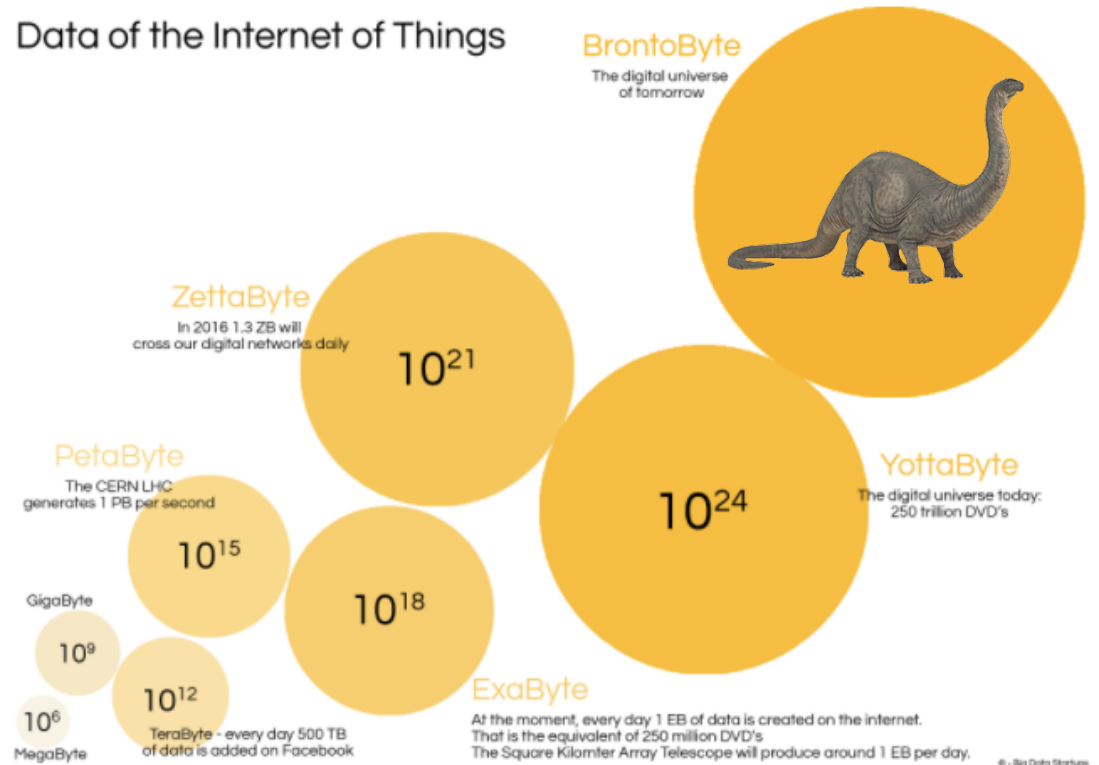 Data of the Internet of Things
BrontoByte
The digital universe
of tomorrow
ZettaByte
In 2016 1.3 ZB will
cross our digital networks daily
10²¹
YottaByte
The digital universe today:
250 trillion DVD's
10²⁴
PetaByte
The CERN LHC
generates 1 PB per second
10¹⁵
10¹⁸
GigaByte
10⁹
10¹²
10⁶
MegaByte
TeraByte - every day 500 TB
of data is added on Facebook
ExaByte
At the moment, every day 1 EB of data is created on the internet.
That is the equivalent of 250 million DVD's
The Square Kilomter Array Telescope will produce around 1 EB per day.
© - Big Data Startups